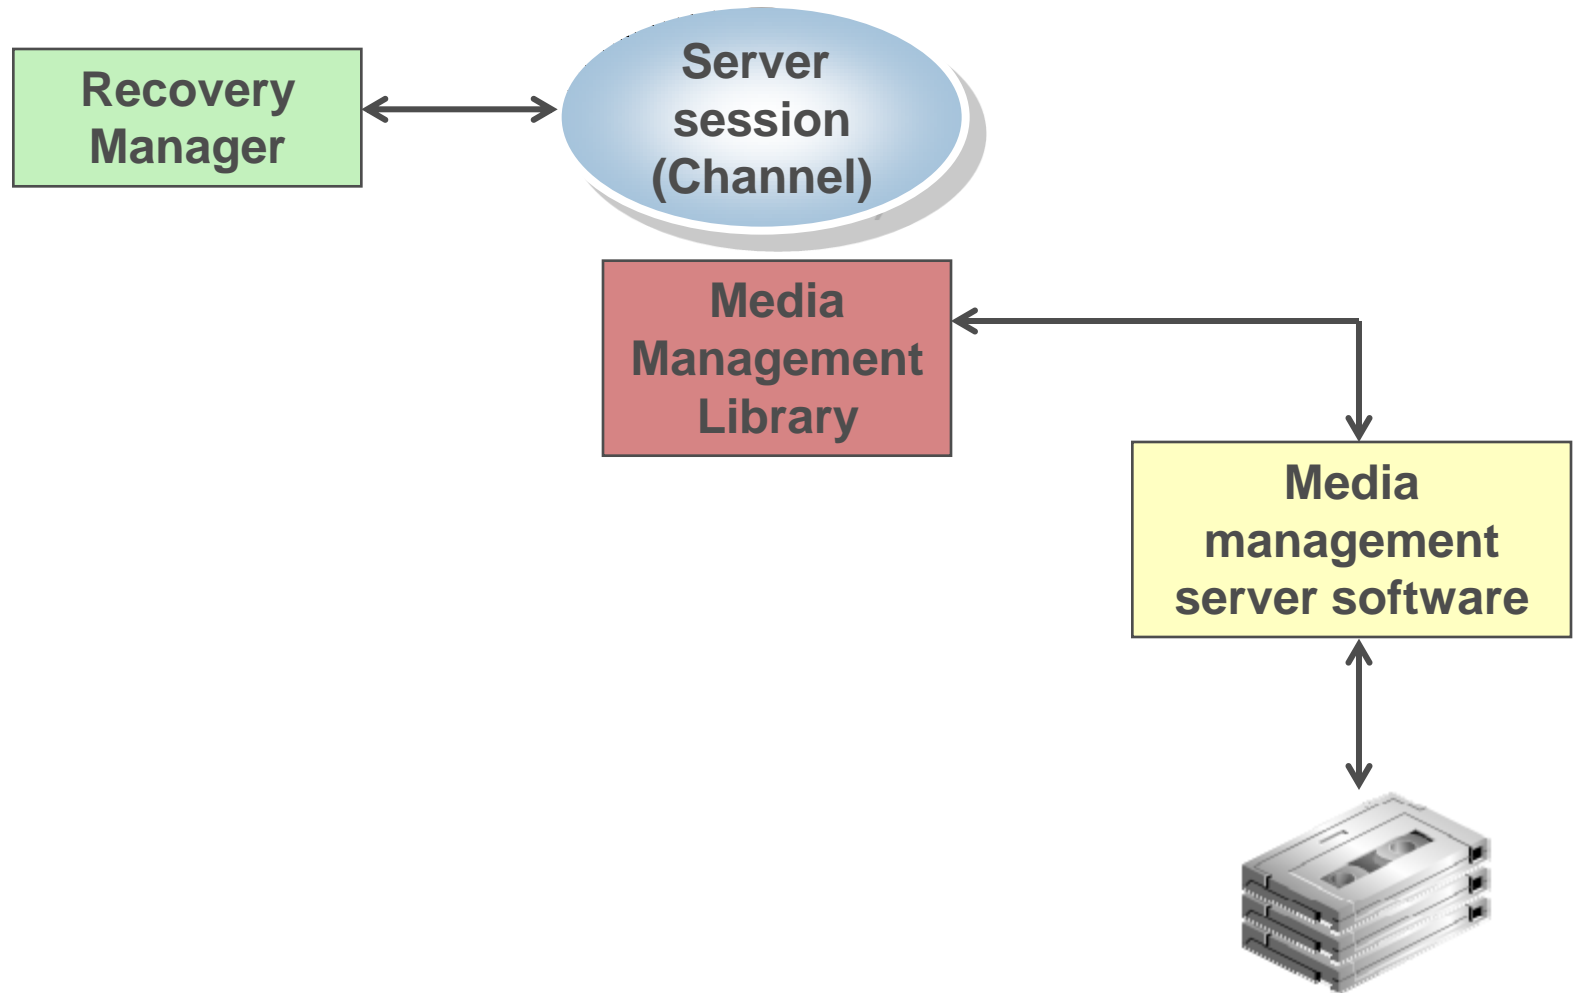 Recovery
Manager
Server
session
(Channel)
Media
Management
Library
Media
management
server software